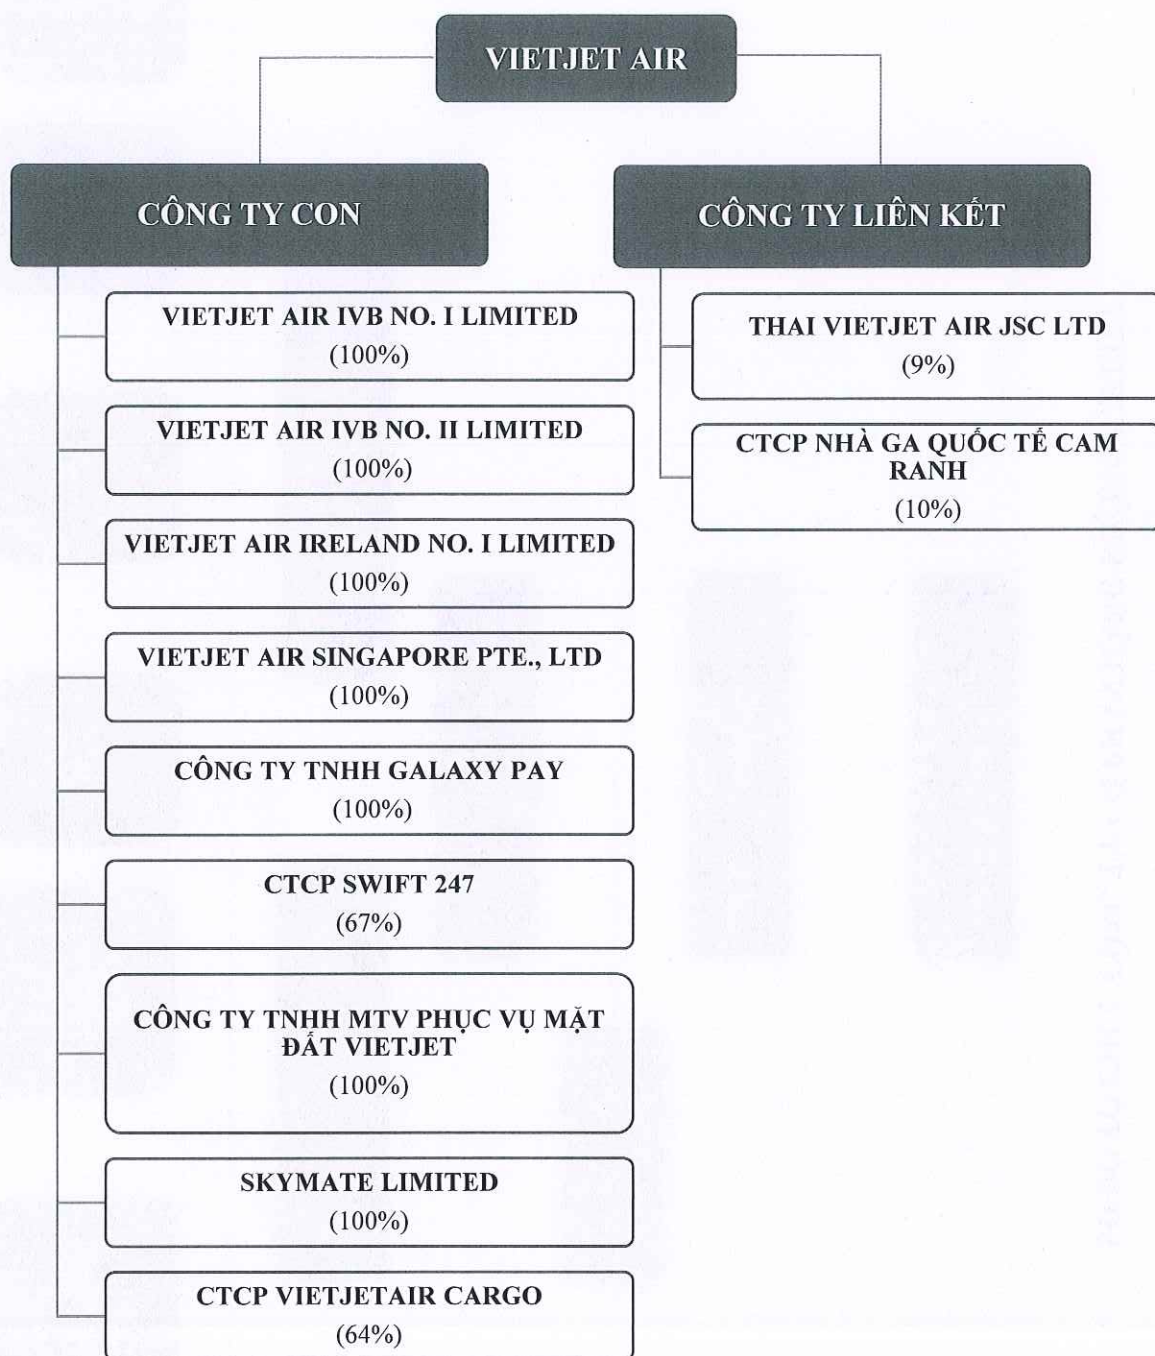 VIETJET AIR
CÔNG TY CON
VIETJET AIR IVB NO. I LIMITED
(100%)
VIETJET AIR IVB NO. II LIMITED
(100%)
VIETJET AIR IRELAND NO. I LIMITED
(100%)
VIETJET AIR SINGAPORE PTE., LTD
(100%)
CÔNG TY TNHH GALAXY PAY
(100%)
CTCP SWIFT 247
(67%)
CÔNG TY TNHH MTV PHỤC VỤ MẶT
ĐẤT VIETJET
(100%)
SKYMATE LIMITED
(100%)
CTCP VIETJETAIR CARGO
(64%)
CÔNG TY LIÊN KẾT
THAI VIETJET AIR JSC LTD
(9%)
CTCP NHÀ GA QUỐC TẾ CAM
RANH
(10%)